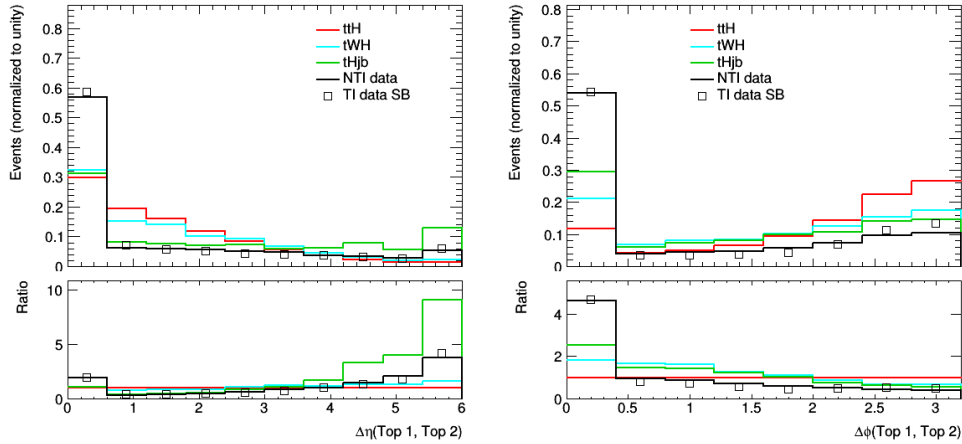 Events (normalized to unity)
0.8
0.7
0.6
0.5
0.4
0.3
0.2
0.1
0
ttH
tWH
tHjb
NTI data
TI data SB
Ratio
10
5
0
0 1 2 3 4 5 6
Δη(Top 1, Top 2)
Events (normalized to unity)
0.8
0.7
0.6
0.5
0.4
0.3
0.2
0.1
0
ttH
tWH
tHjb
NTI data
TI data SB
Ratio
4
2
0
0 0.5 1 1.5 2 2.5 3
Δϕ(Top 1, Top 2)